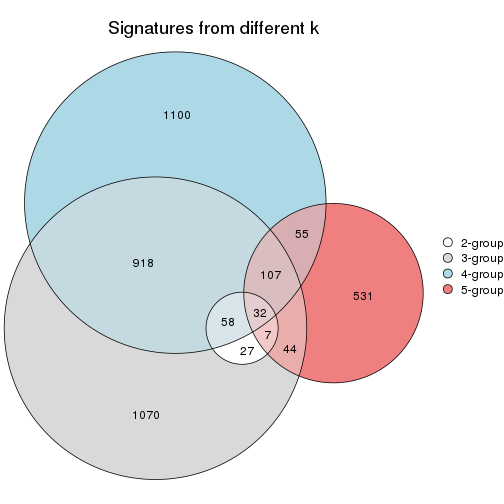 Signatures from different k
1100
55
918
107
531
32
58
7
27
44
1070
2-group
3-group
4-group
5-group